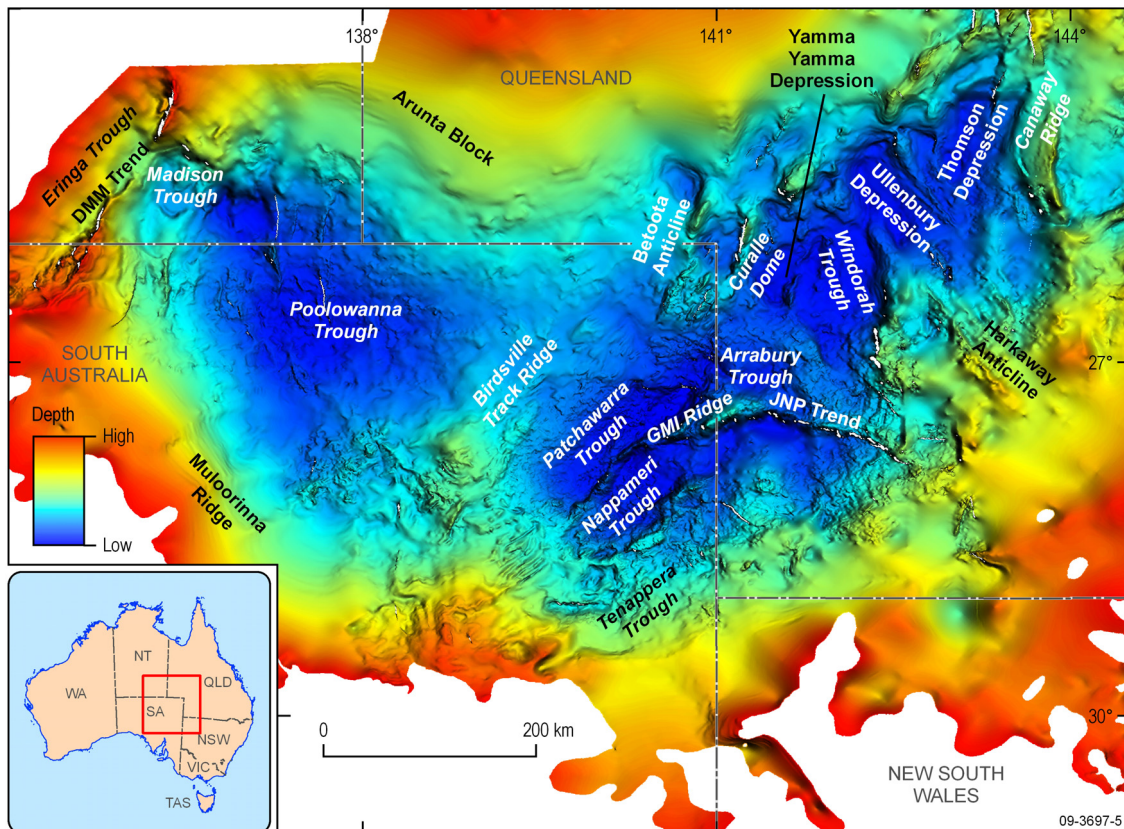 138°
141°
144°
Yamma
Yamma
Depression
QUEENSLAND
Arunta Block
Eringa Trough
DMM Trend
Madison
Trough
Canaway
Ridge
Thomson
Depression
Ullenbury
Depression
Betoota
Anticline
Curalle
Dome
Windorah
Trough
Poolowanna
Trough
SOUTH
AUSTRALIA
Birdsville
Track Ridge
Arrabury
Trough
Harkaway
Anticline
27°
Patchawarra
Trough
GMI Ridge
JNP Trend
Nappameri
Trough
Depth
High
Low
Muloorinna
Ridge
Tenappera
Trough
NT
QLD
WA
SA
NSW
VIC
TAS
0
200 km
30°
NEW SOUTH
WALES
09-3697-5